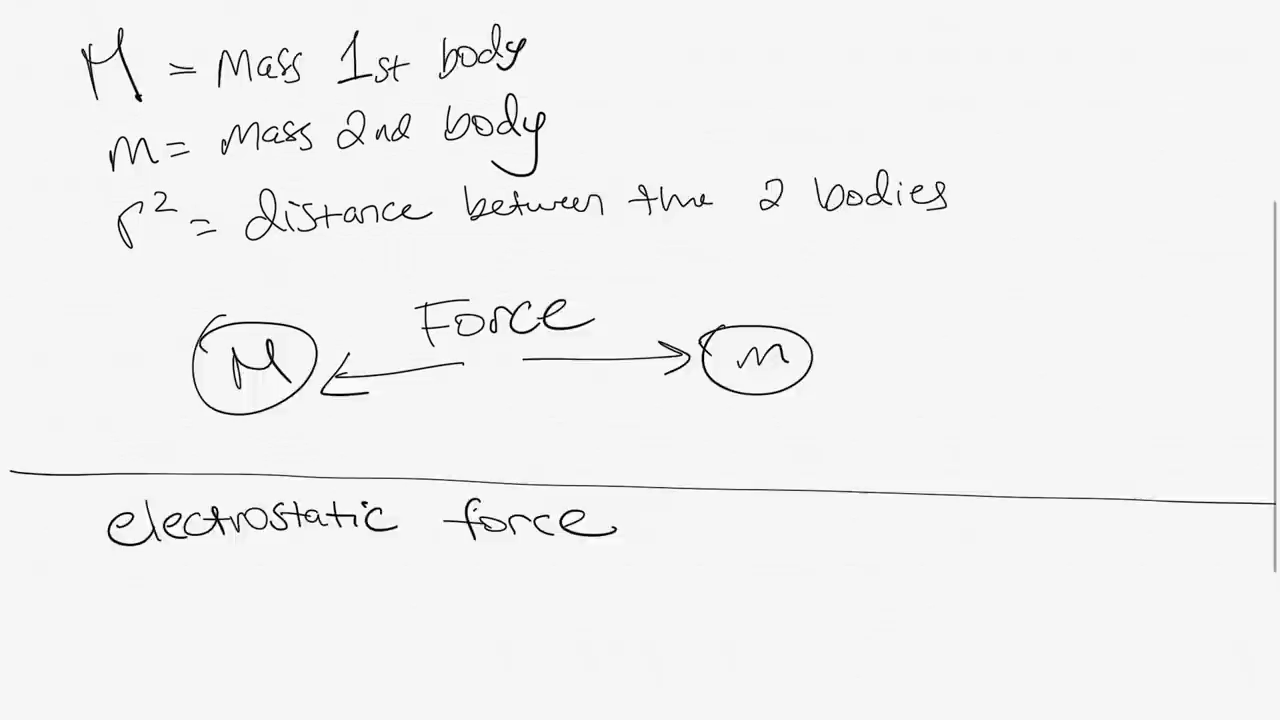 M = Mass 1st body
m = Mass 2nd body
r² = distance between the 2 bodies
Force
M m
electrostatic force